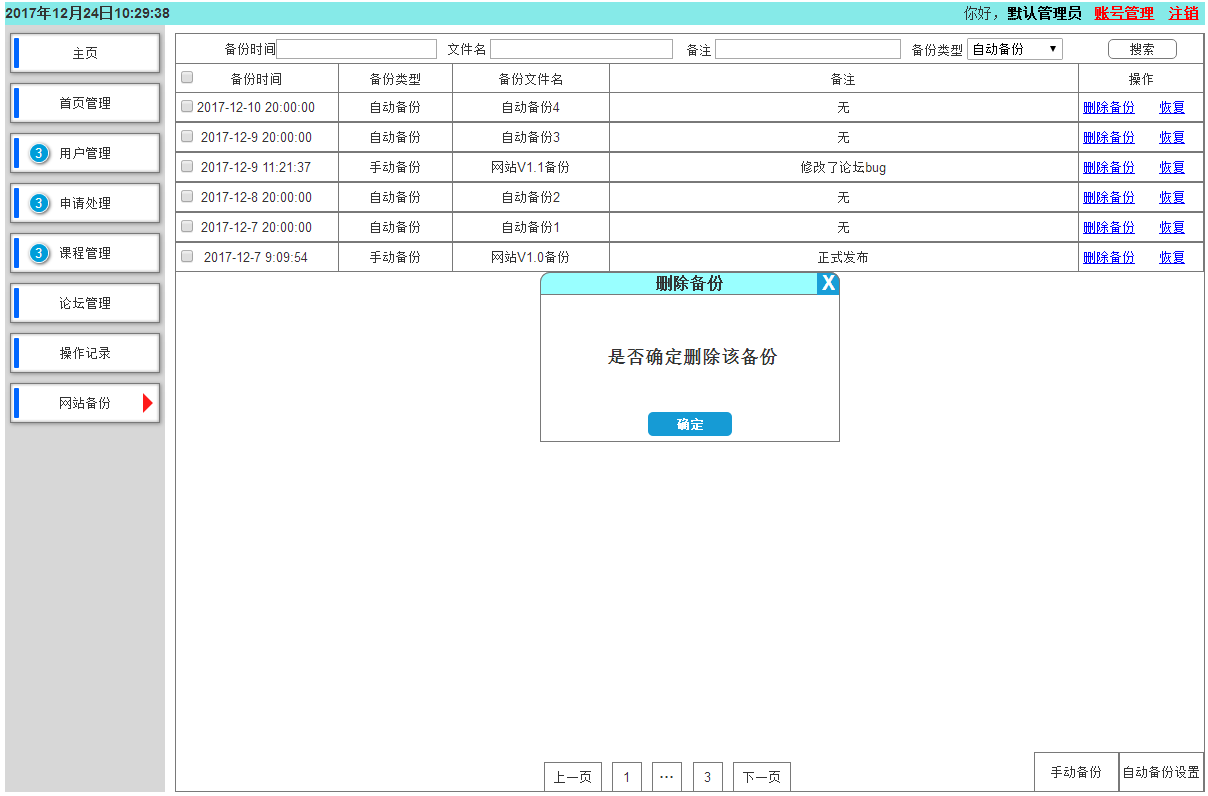 2017年12月24日10:29:38 你好，默认管理员 账号管理 注销
主页
首页管理
3 用户管理
3 申请处理
3 课程管理
论坛管理
操作记录
网站备份
备份时间 文件名 备注 备份类型 自动备份 搜索
备份时间 备份类型 备份文件名 备注 操作
2017-12-10 20:00:00 自动备份 自动备份4 无 删除备份 恢复
2017-12-9 20:00:00 自动备份 自动备份3 无 删除备份 恢复
2017-12-9 11:21:37 手动备份 网站V1.1备份 修改了论坛bug 删除备份 恢复
2017-12-8 20:00:00 自动备份 自动备份2 无 删除备份 恢复
2017-12-7 20:00:00 自动备份 自动备份1 无 删除备份 恢复
2017-12-7 9:09:54 手动备份 网站V1.0备份 正式发布 删除备份 恢复
删除备份 X
是否确定删除该备份
确定
上一页 1 ... 3 下一页
手动备份 自动备份设置